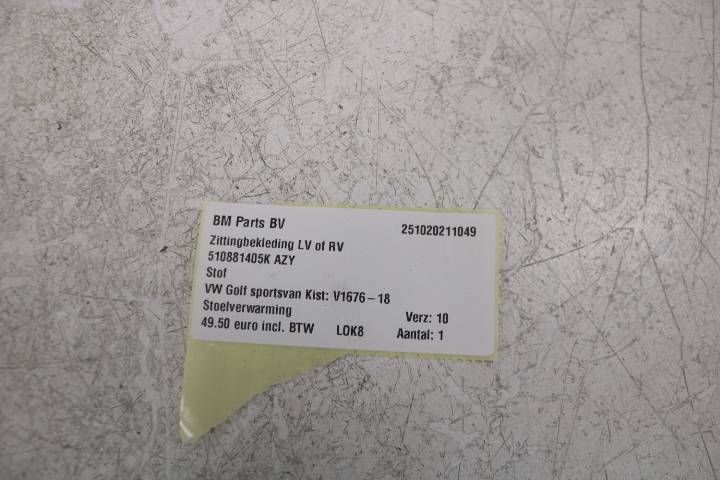 BM Parts BV 251020211049
Zittingbekleding LV of RV
510881405K AZY
Stof
VW Golf sportsvan Kist: V1676-18
Stoelverwarming Verz: 10
49.50 euro incl. BTW LOK8 Aantal: 1